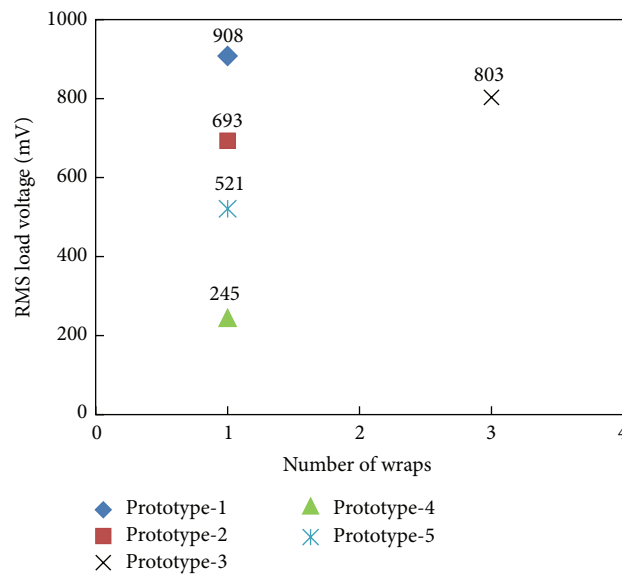 1000
800
600
400
200
0
RMS load voltage (mV)
908
693
521
245
803
0 1 2 3 4
Number of wraps
Prototype-1
Prototype-2
Prototype-3
Prototype-4
Prototype-5